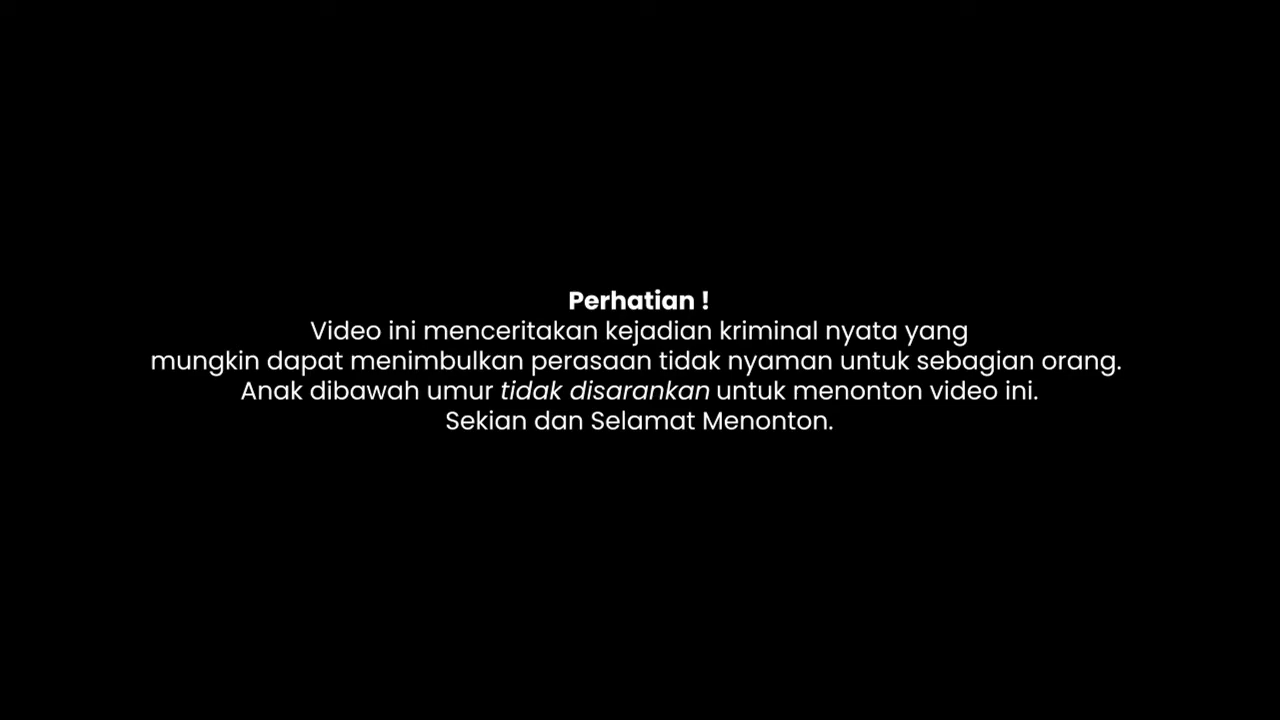 Perhatian !
Video ini menceritakan kejadian kriminal nyata yang
mungkin dapat menimbulkan perasaan tidak nyaman untuk sebagian orang.
Anak dibawah umur tidak disarankan untuk menonton video ini.
Sekian dan Selamat Menonton.